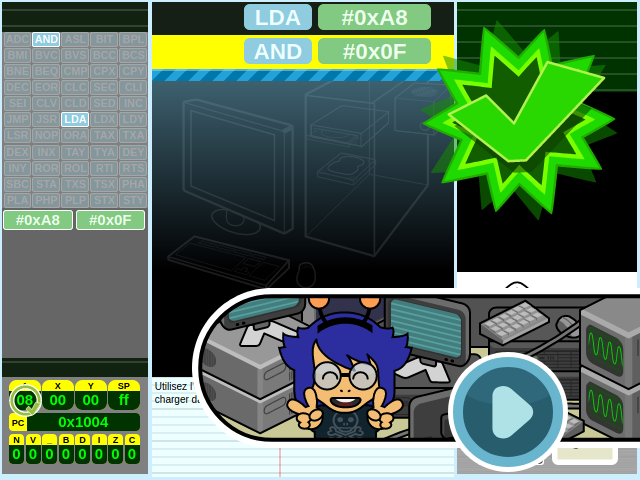 LDA #0xA8
AND #0x0F
ADC AND ASL BIT BPL
BMI BVC BVS BCC BCS
BNE BEQ CMP CPX CPY
DEC EOR CLC SEC CLI
SEI CLV CLD SED INC
JMP JSR LDA LDX LDY
LSR NOP ORA TAX TXA
DEX INX TAY TYA DEY
INY ROR ROL RTI RTS
SBC STA TXS TSX PHA
PLA PHP PLP STX STY
#0xA8 #0x0F
X Y SP
08 00 00 ff
PC 0x1004
N V _ B D I Z C
0 0 0 0 0 0 0 0
Utilisez
charger